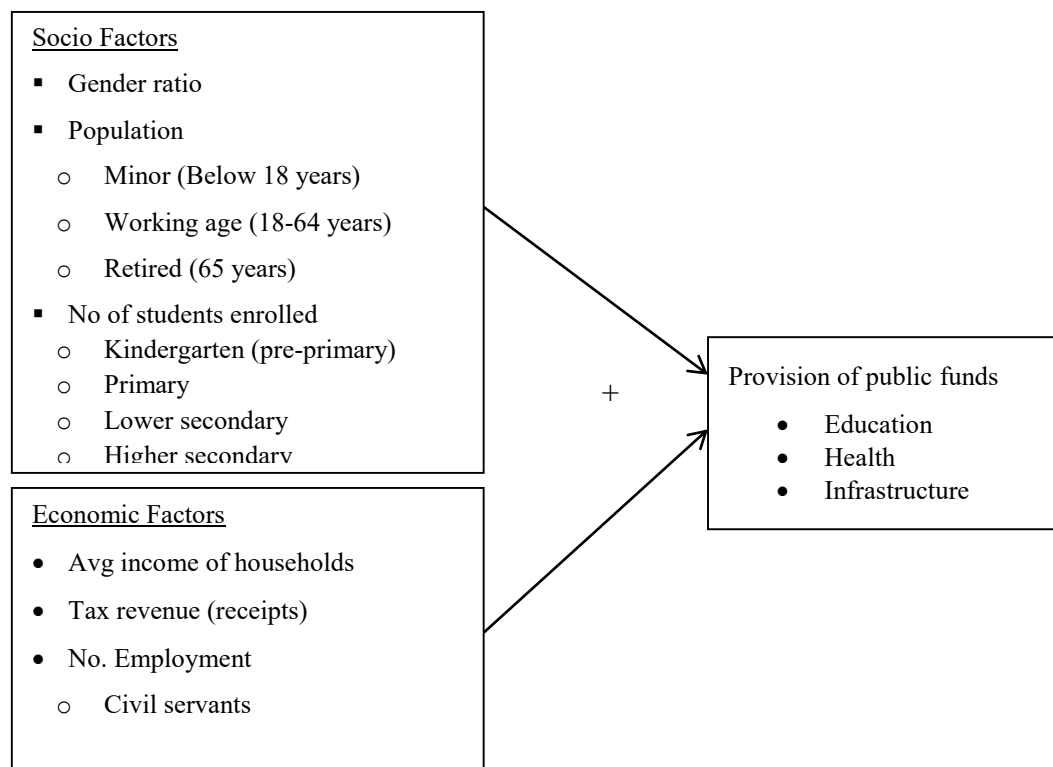 Socio Factors
▪ Gender ratio
▪ Population
o Minor (Below 18 years)
o Working age (18-64 years)
o Retired (65 years)
▪ No of students enrolled
o Kindergarten (pre-primary)
o Primary
o Lower secondary
o Higher secondary
Economic Factors
• Avg income of households
• Tax revenue (receipts)
• No. Employment
o Civil servants
+
Provision of public funds
• Education
• Health
• Infrastructure